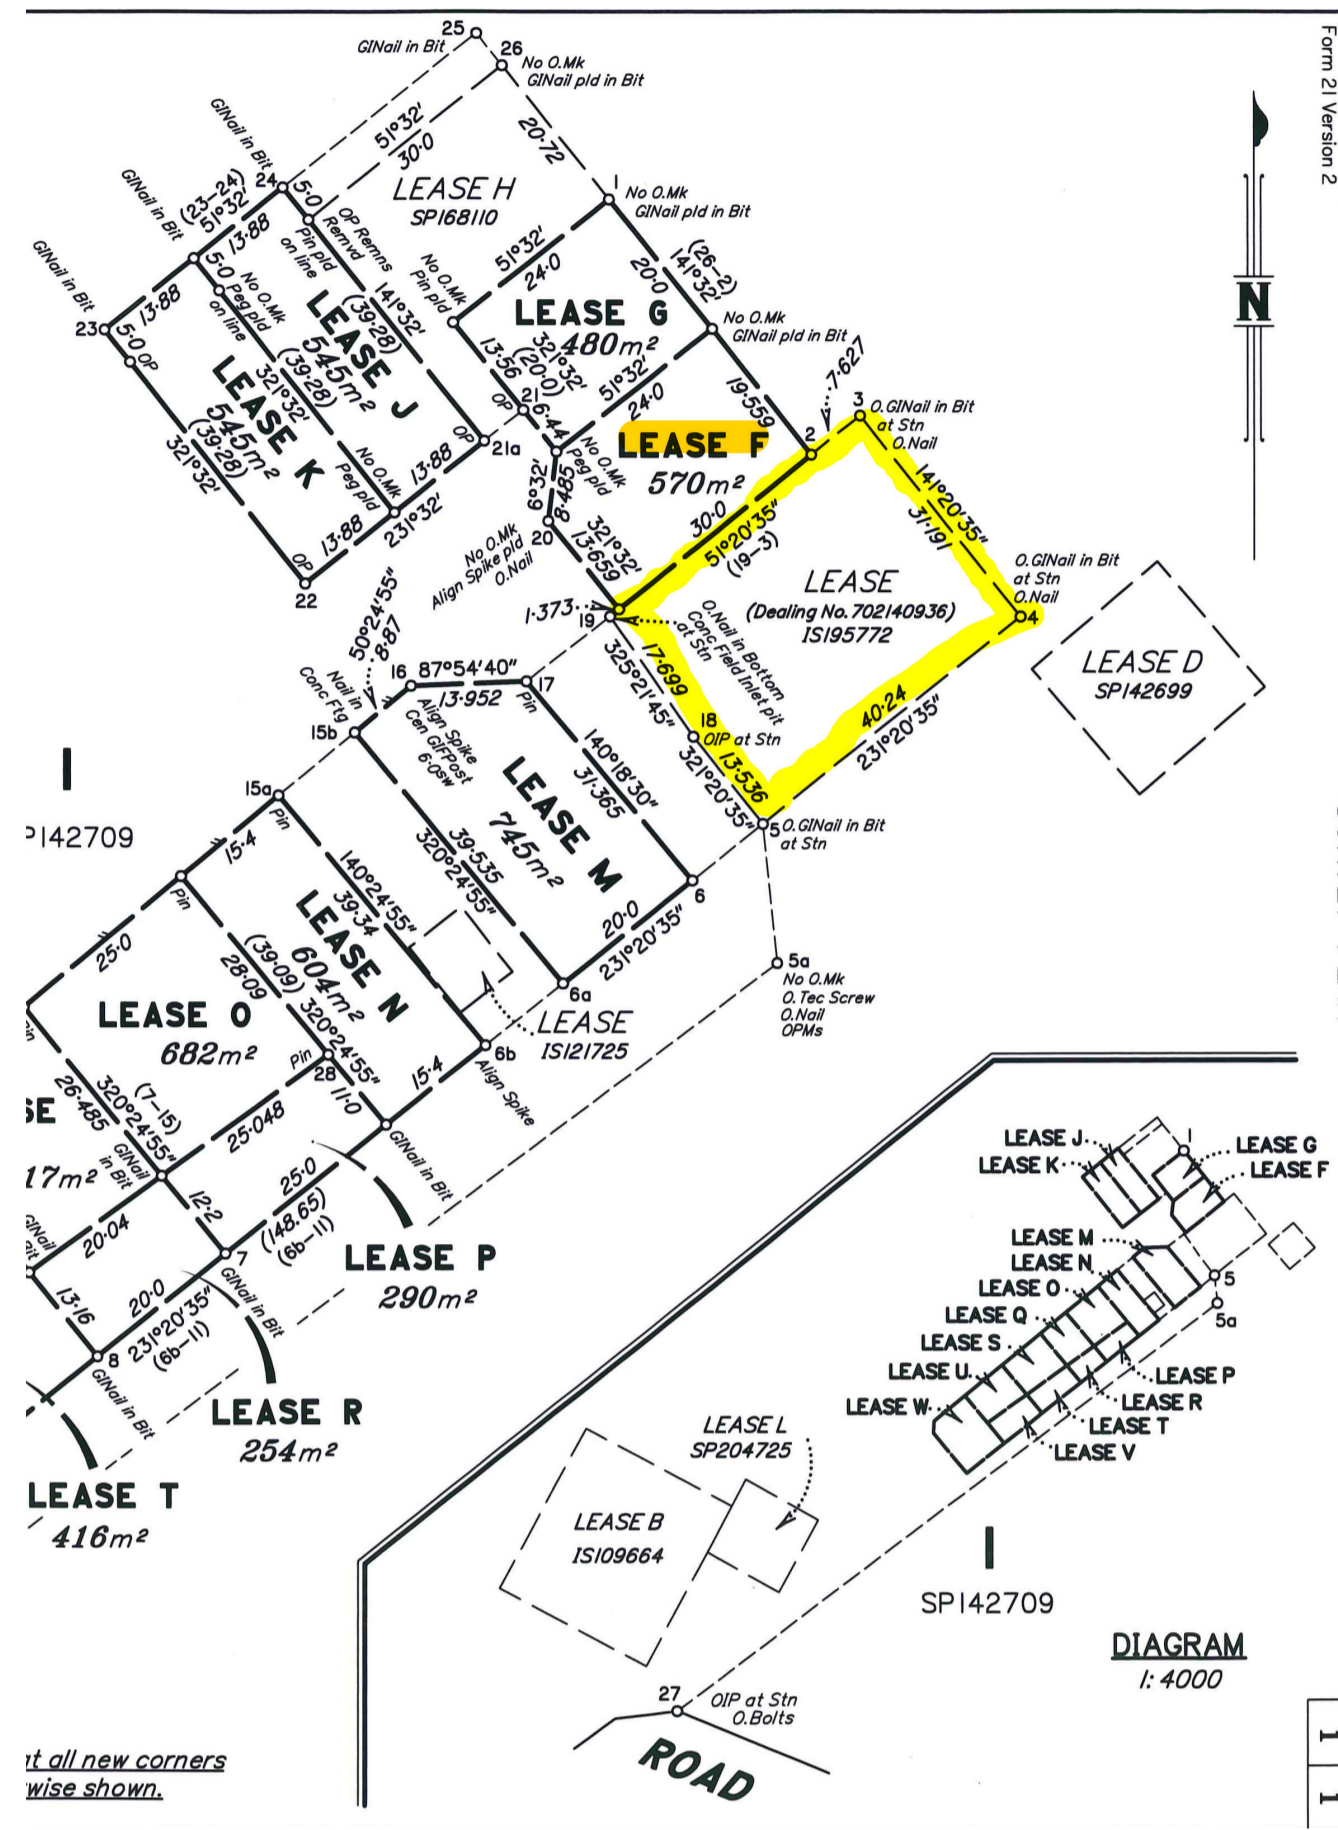 Form 21 Version 2
25
GINail in Bit
26
No O.Mk
GINail pld in Bit
20·72
51°32'
30·0
LEASE H
SP168110
GINail in Bit
24
5·0
(23-24)
51°32'
13·88
GINail in Bit
OP Remns
Remvd
Pin pld
on line
1
No O.Mk
GINail pld in Bit
51°32'
24·0
(26-2)
141°32'
20·0
No O.Mk
Pin pld
LEASE G
480m²
No O.Mk
GINail pld in Bit
GINail in Bit
23
13·88
5·0
No O.Mk
Peg pld
on line
5·0
OP
LEASE J
545m²
141°32'
(39·28)
LEASE K
545m²
(39·28)
321°32'
321°32'
(39·28)
No O.Mk
Peg pld
OP
21a
13·88
231°32'
13·88
OP
22
13·56
321°32'
(20·0)
OP
21
6·44
51°32'
24·0
19·559
7·627
2
3
O.GINail in Bit
at Stn
O.Nail
LEASE F
570m²
No O.Mk
Peg pld
6°32'
8·485
20
No O.Mk
Align Spike pld
O.Nail
321°32'
13·659
30·0
51°20'35"
(19-3)
141°20'35"
31·191
LEASE
(Dealing No.702140936)
IS195772
O.GINail in Bit
at Stn
O.Nail
4
LEASE D
SP142699
1·373
19
O.Nail in Bottom
Conc Field Inlet pit
at Stn
17·699
325°21'45"
18
OIP at Stn
13·536
321°20'35"
40·24
231°20'35"
5
O.GINail in Bit
at Stn
50°24'55"
8·87
Nail in
Conc Ftg
15b
16
87°54'40"
13·952
17
Pin
Align Spike
Cen GIFPost
6·0sw
140°18'30"
31·365
LEASE M
745m²
39·535
320°24'55"
6
20·0
231°20'35"
6a
5a
No O.Mk
O. Tec Screw
O.Nail
OPMs
1
P142709
15a
Pin
15·4
Pin
140°24'55"
39·34
LEASE N
604m²
(39·09)
28·09
320°24'55"
LEASE
IS121725
6b
Align Spike
15·4
25·0
LEASE O
682m²
Pin
28
11·0
GINail in Bit
in
26·485
320°24'55"
(7-15)
GINail
in Bit
25·048
SE
17m²
12·2
25·0
(148.65)
(6b-11)
7
GINail in Bit
LEASE P
290m²
GINail
Bit
20·04
13·16
20·0
231°20'35"
(6b-11)
8
GINail in Bit
LEASE R
254m²
LEASE T
416m²
N
LEASE J
LEASE K
1
LEASE G
LEASE F
LEASE M
LEASE N
LEASE O
LEASE Q
LEASE S
LEASE U
LEASE W
5
5a
LEASE P
LEASE R
LEASE T
LEASE V
LEASE L
SP204725
LEASE B
IS109664
1
SP142709
DIAGRAM
1:4000
27
OIP at Stn
O.Bolts
ROAD
at all new corners
wise shown.
1
1